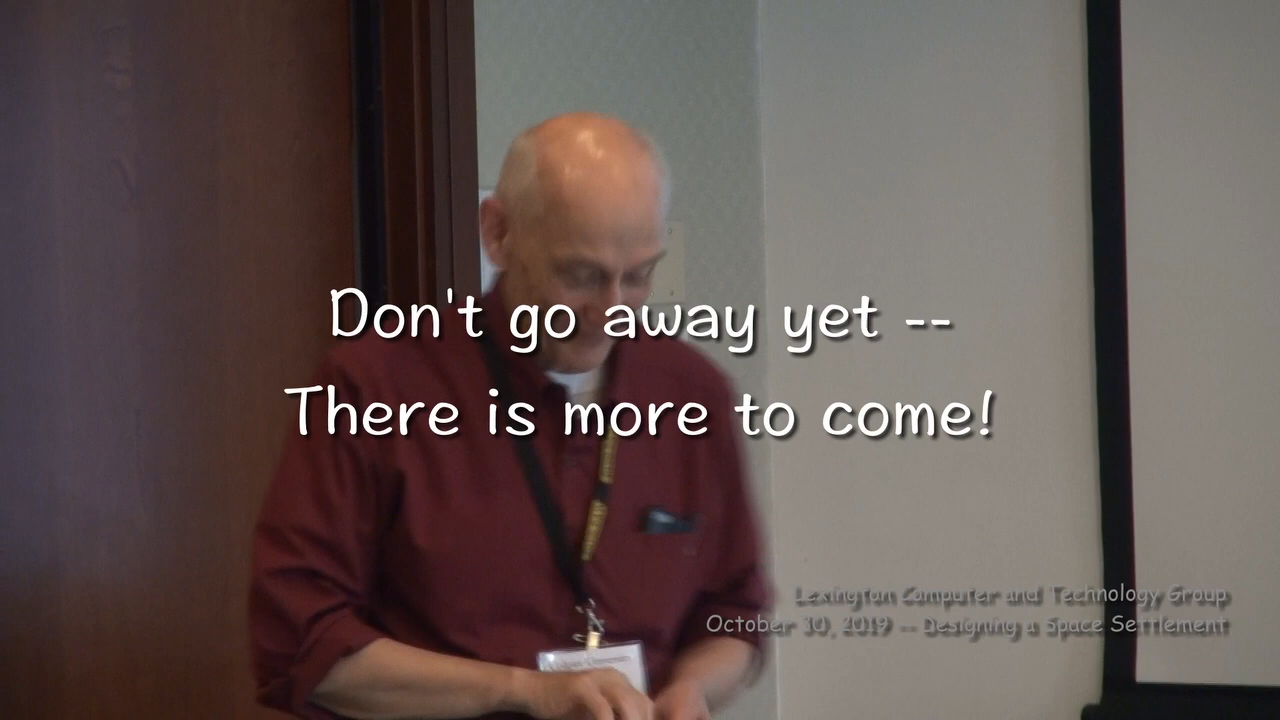 Don't go away yet --
There is more to come!
Lexington Computer and Technology Group
October 30, 2019 -- Designing a Space Settlement